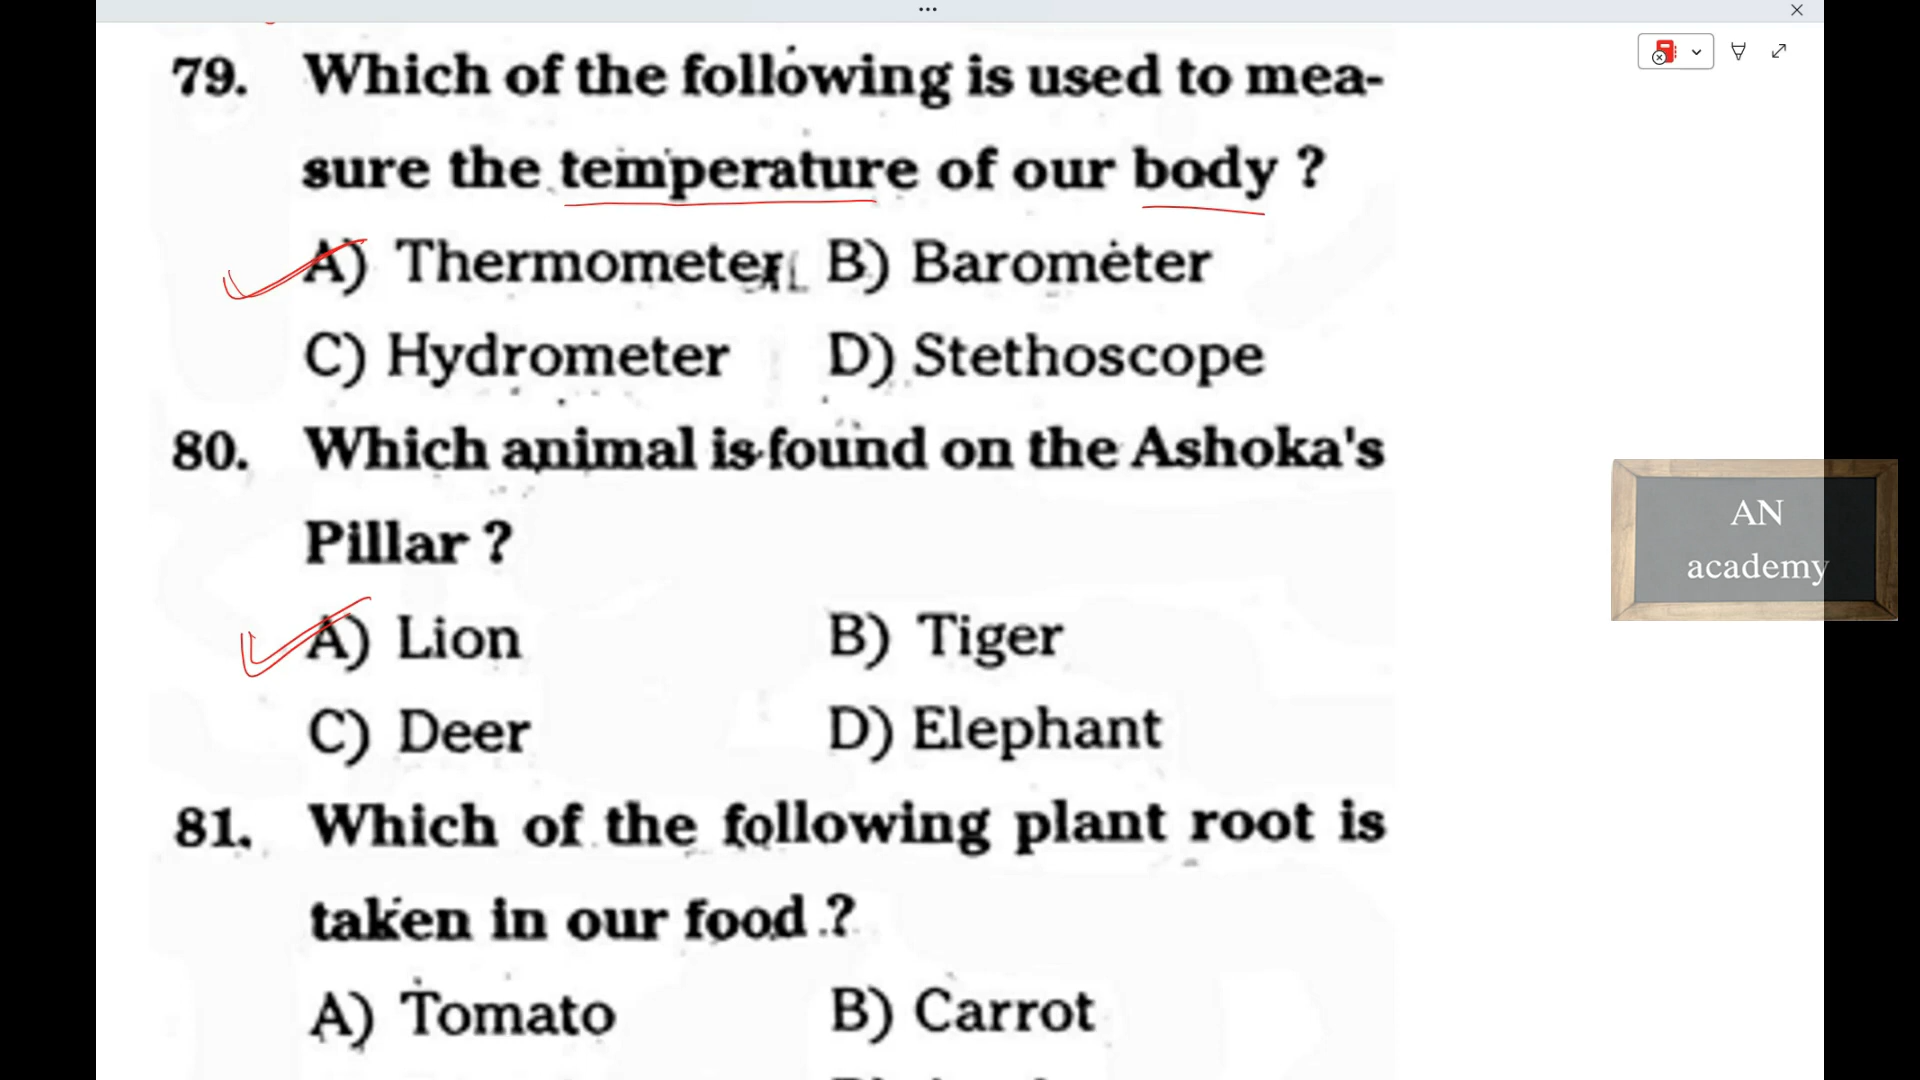 79. Which of the following is used to mea-
sure the temperature of our body ?
A) Thermometer B) Barometer
C) Hydrometer D) Stethoscope
80. Which animal is found on the Ashoka's
Pillar ?
A) Lion B) Tiger
C) Deer D) Elephant
81. Which of the following plant root is
taken in our food ?
A) Tomato B) Carrot
AN
academy